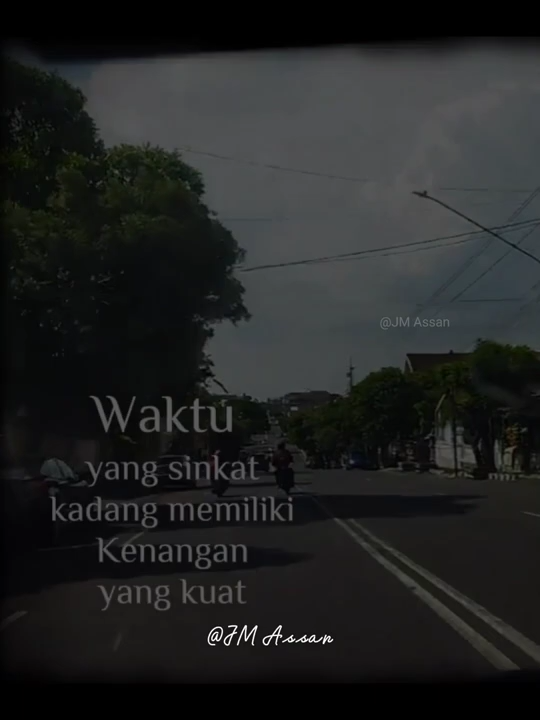 @JM Assan
Waktu
yang sinkat
kadang memiliki
Kenangan
yang kuat
@JM Assan